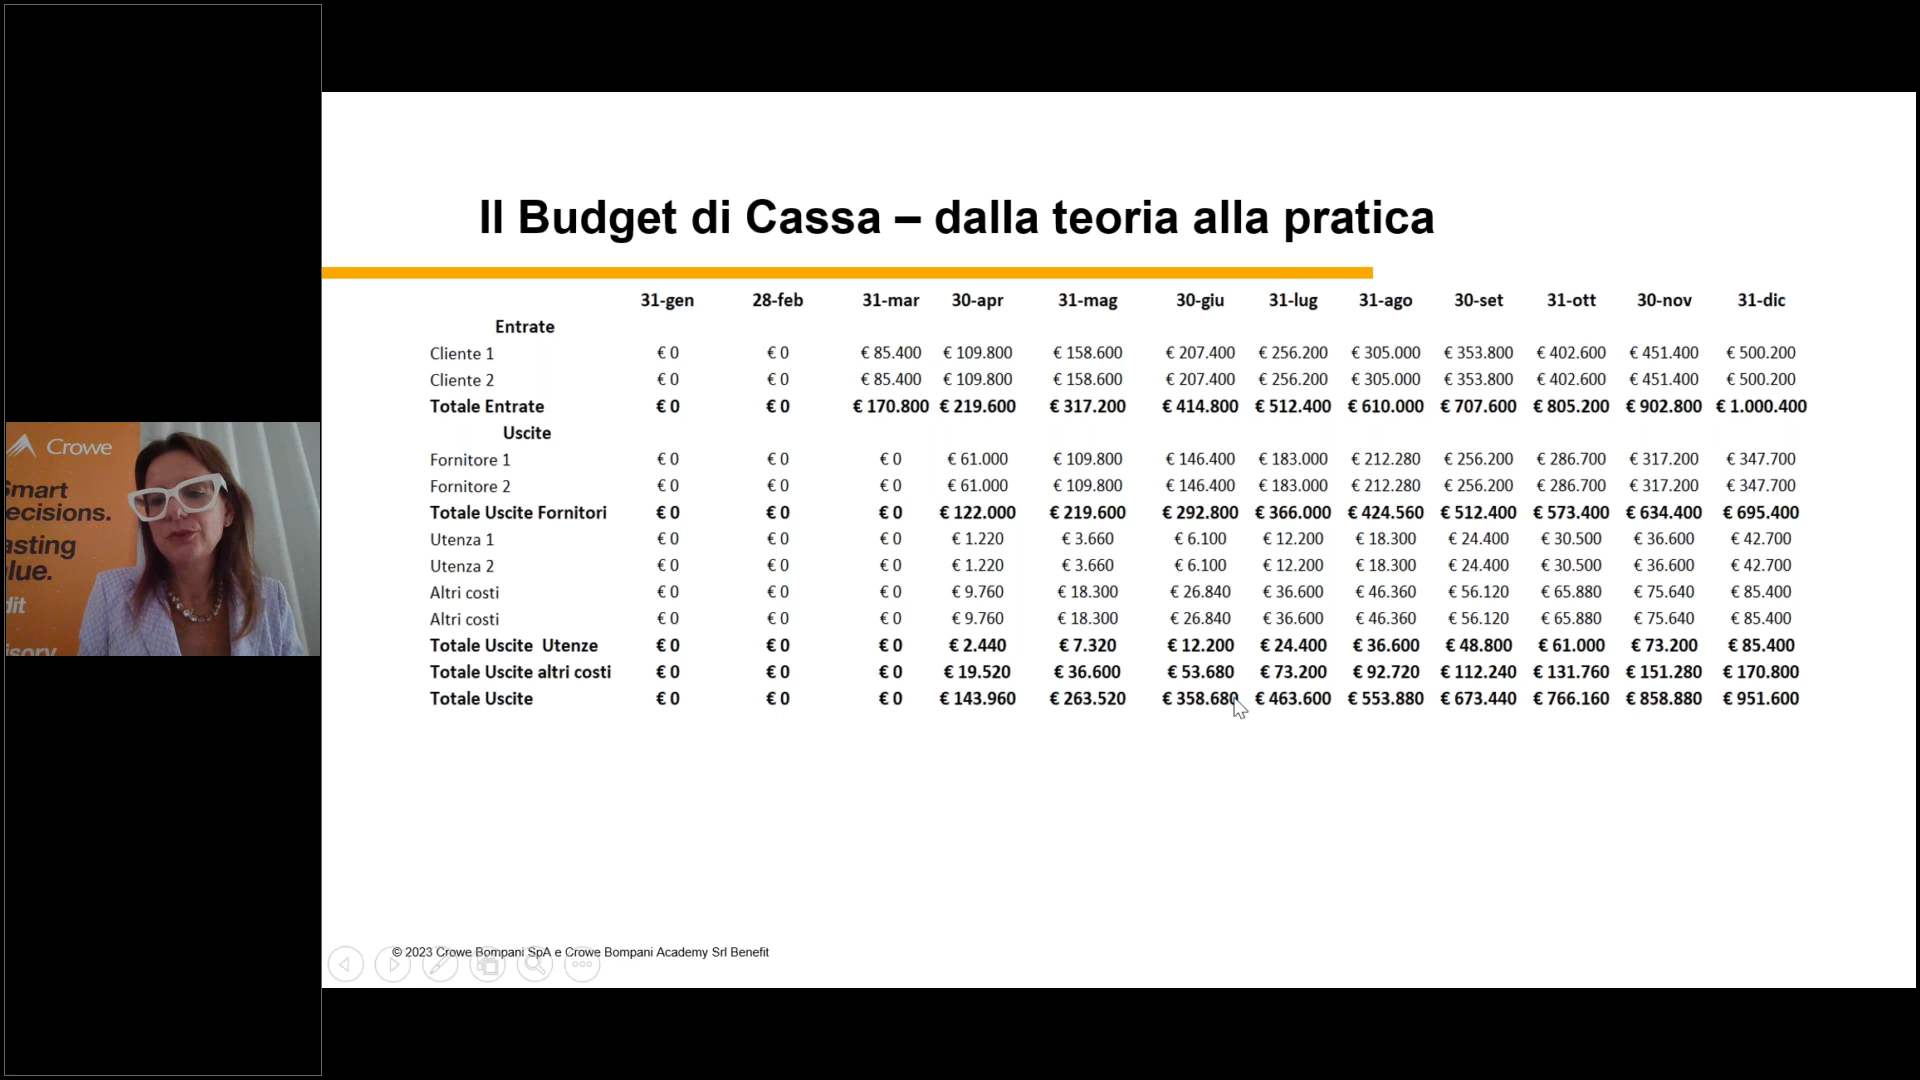 Crowe
Smart
ecisions.
asting
lue.
dit
isory
Il Budget di Cassa – dalla teoria alla pratica
31-gen 28-feb 31-mar 30-apr 31-mag 30-giu 31-lug 31-ago 30-set 31-ott 30-nov 31-dic
Entrate
Cliente 1 € 0 € 0 € 85.400 € 109.800 € 158.600 € 207.400 € 256.200 € 305.000 € 353.800 € 402.600 € 451.400 € 500.200
Cliente 2 € 0 € 0 € 85.400 € 109.800 € 158.600 € 207.400 € 256.200 € 305.000 € 353.800 € 402.600 € 451.400 € 500.200
Totale Entrate € 0 € 0 € 170.800 € 219.600 € 317.200 € 414.800 € 512.400 € 610.000 € 707.600 € 805.200 € 902.800 € 1.000.400
Uscite
Fornitore 1 € 0 € 0 € 0 € 61.000 € 109.800 € 146.400 € 183.000 € 212.280 € 256.200 € 286.700 € 317.200 € 347.700
Fornitore 2 € 0 € 0 € 0 € 61.000 € 109.800 € 146.400 € 183.000 € 212.280 € 256.200 € 286.700 € 317.200 € 347.700
Totale Uscite Fornitori € 0 € 0 € 0 € 122.000 € 219.600 € 292.800 € 366.000 € 424.560 € 512.400 € 573.400 € 634.400 € 695.400
Utenza 1 € 0 € 0 € 0 € 1.220 € 3.660 € 6.100 € 12.200 € 18.300 € 24.400 € 30.500 € 36.600 € 42.700
Utenza 2 € 0 € 0 € 0 € 1.220 € 3.660 € 6.100 € 12.200 € 18.300 € 24.400 € 30.500 € 36.600 € 42.700
Altri costi € 0 € 0 € 0 € 9.760 € 18.300 € 26.840 € 36.600 € 46.360 € 56.120 € 65.880 € 75.640 € 85.400
Altri costi € 0 € 0 € 0 € 9.760 € 18.300 € 26.840 € 36.600 € 46.360 € 56.120 € 65.880 € 75.640 € 85.400
Totale Uscite Utenze € 0 € 0 € 0 € 2.440 € 7.320 € 12.200 € 24.400 € 36.600 € 48.800 € 61.000 € 73.200 € 85.400
Totale Uscite altri costi € 0 € 0 € 0 € 19.520 € 36.600 € 53.680 € 73.200 € 92.720 € 112.240 € 131.760 € 151.280 € 170.800
Totale Uscite € 0 € 0 € 0 € 143.960 € 263.520 € 358.680 € 463.600 € 553.880 € 673.440 € 766.160 € 858.880 € 951.600
© 2023 Crowe Bompani SpA e Crowe Bompani Academy Srl Benefit